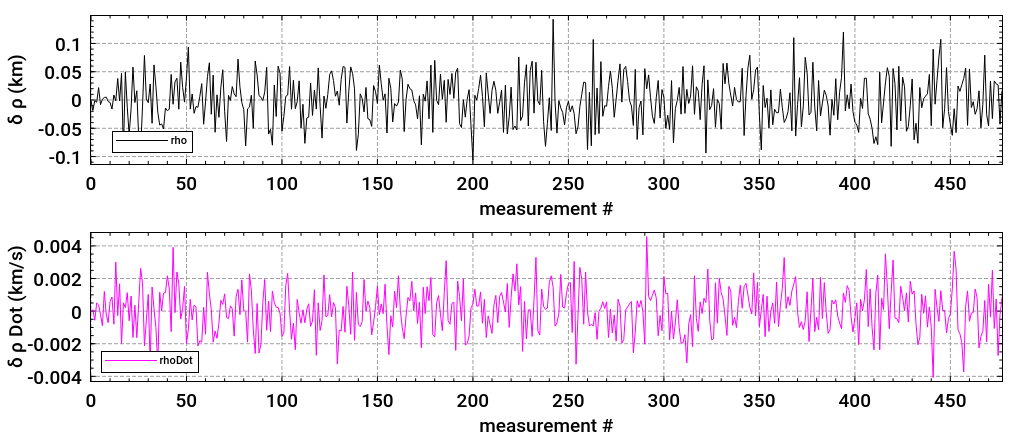 δ ρ (km)
0.1
0.05
0
-0.05
-0.1
rho
0 50 100 150 200 250 300 350 400 450
measurement #
δ ρ Dot (km/s)
0.004
0.002
0
-0.002
-0.004
rhoDot
0 50 100 150 200 250 300 350 400 450
measurement #